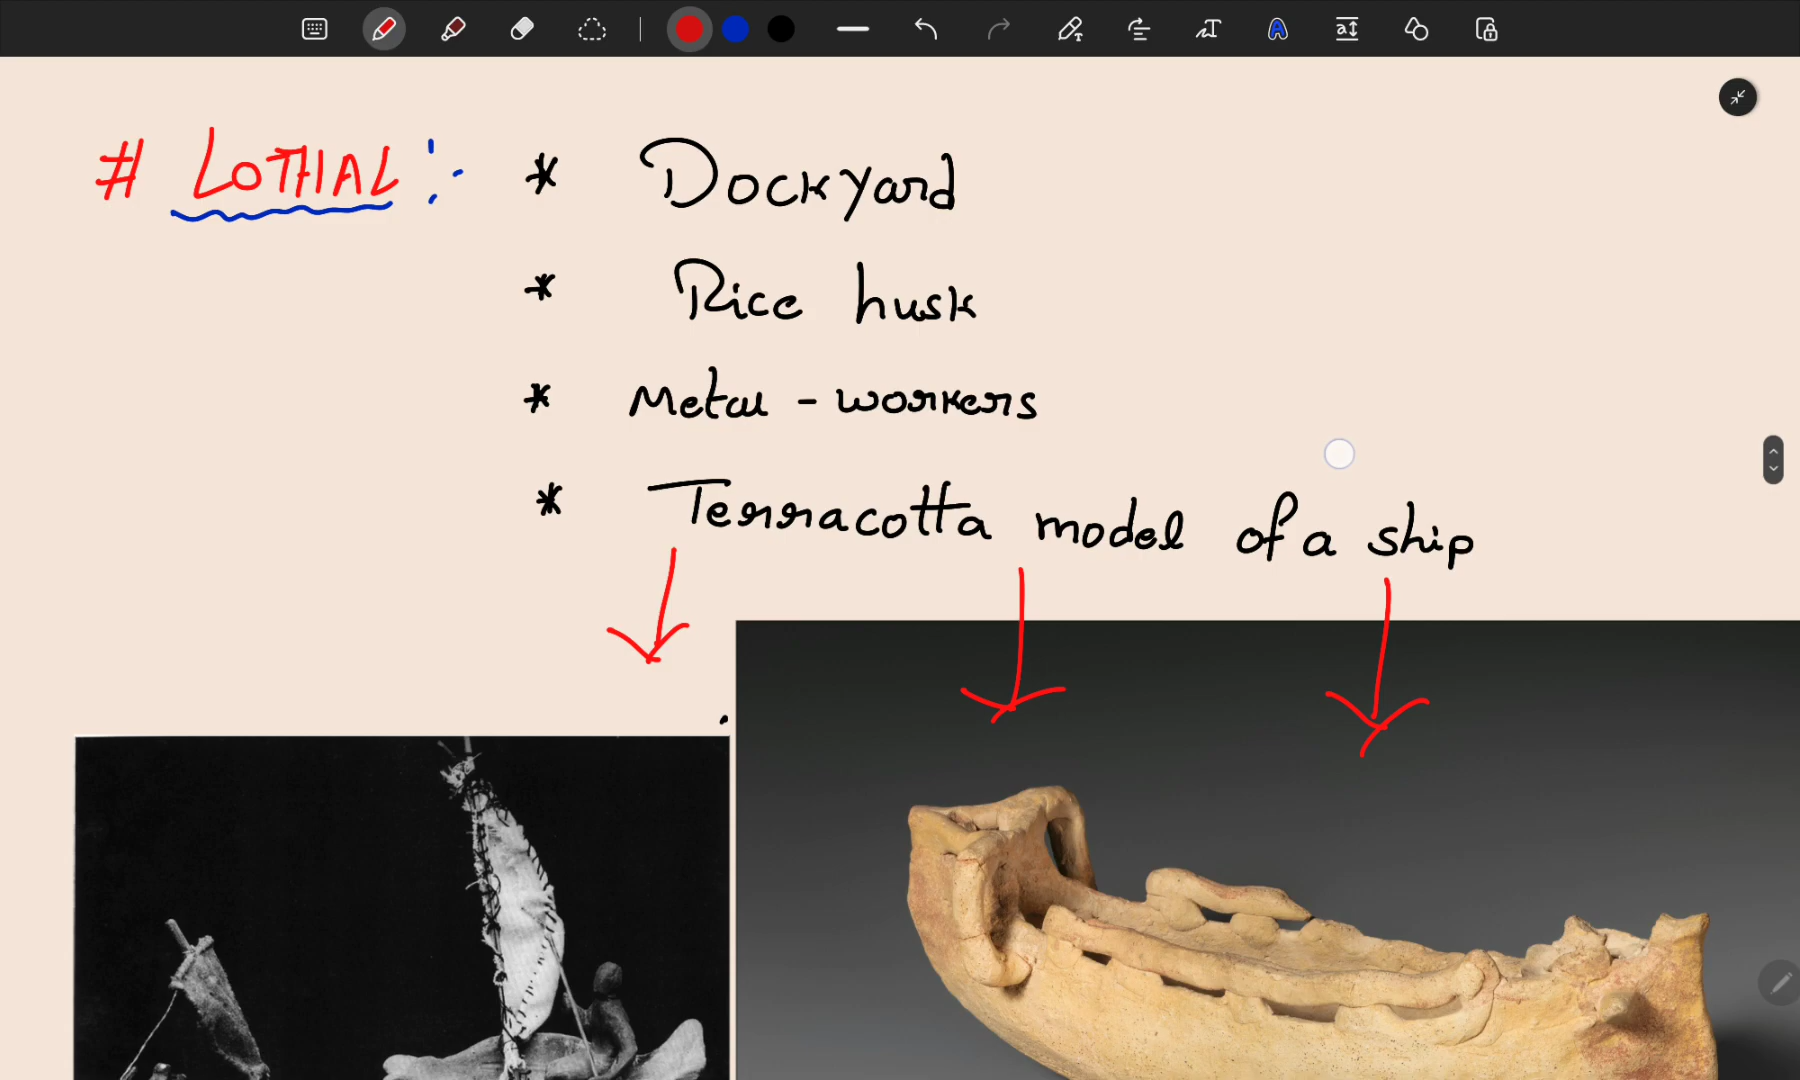 # LOTHAL :- * Dockyard
* Rice husk
* Metal - workers
* Terracotta model of a ship